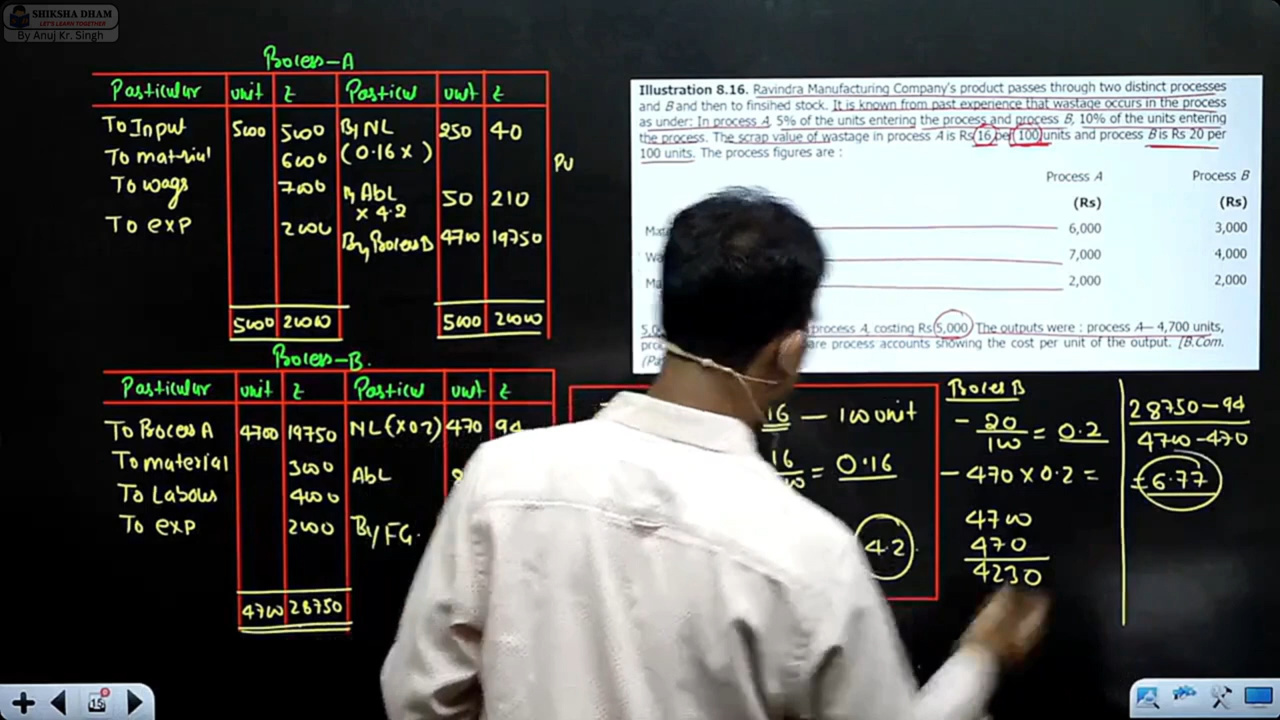 SHIKSHA DHAM
LET'S LEARN TOGETHER
By Anuj Kr. Singh
Process-A
Particular unit ₹ Particul unit ₹
To Input 5000 5000 By NL 250 40
To material 6000 (0.16 × )
To wags 7000 By AbL 50 210
× 4.2
To exp 2000 By Process B 4700 19750
5000 20000 5000 20000
Process-B.
Particular unit ₹ Particul unit ₹
To Process A 4700 19750 NL (×0.2) 470 94
To material 3000 AbL
To Labour 4000
To exp 2000 By FG.
4700 28750
Illustration 8.16. Ravindra Manufacturing Company's product passes through two distinct processes
and B and then to finsihed stock. It is known from past experience that wastage occurs in the process
as under: In process A, 5% of the units entering the process and process B, 10% of the units entering
the process. The scrap value of wastage in process A is Rs 16 per 100 units and process B is Rs 20 per
100 units. The process figures are :
Process A Process B
(Rs) (Rs)
6,000 3,000
7,000 4,000
2,000 2,000
process A, costing Rs 5,000 The outputs were : process A— 4,700 units,
process accounts showing the cost per unit of the output. [B.Com.
16 — 100 unit
16 = 0.16
4.2
Process B
- 20/100 = 0.2
- 470 × 0.2 =
4700
470
4230
28750-94
4700-470
= 6.77
15